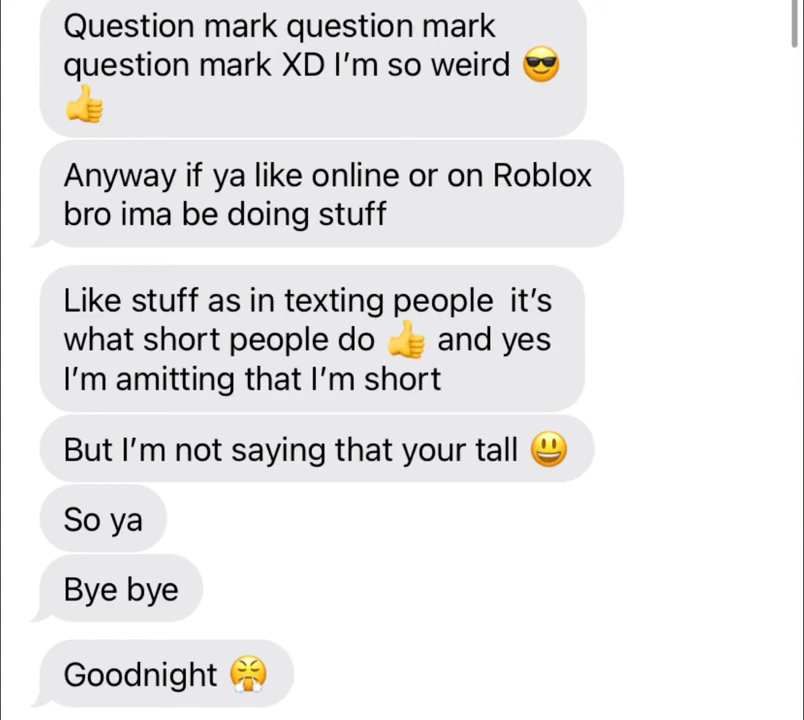 Question mark question mark
question mark XD I'm so weird 😎
👍
Anyway if ya like online or on Roblox
bro ima be doing stuff
Like stuff as in texting people  it's
what short people do 👍 and yes
I'm amitting that I'm short
But I'm not saying that your tall 😃
So ya
Bye bye
Goodnight 😤